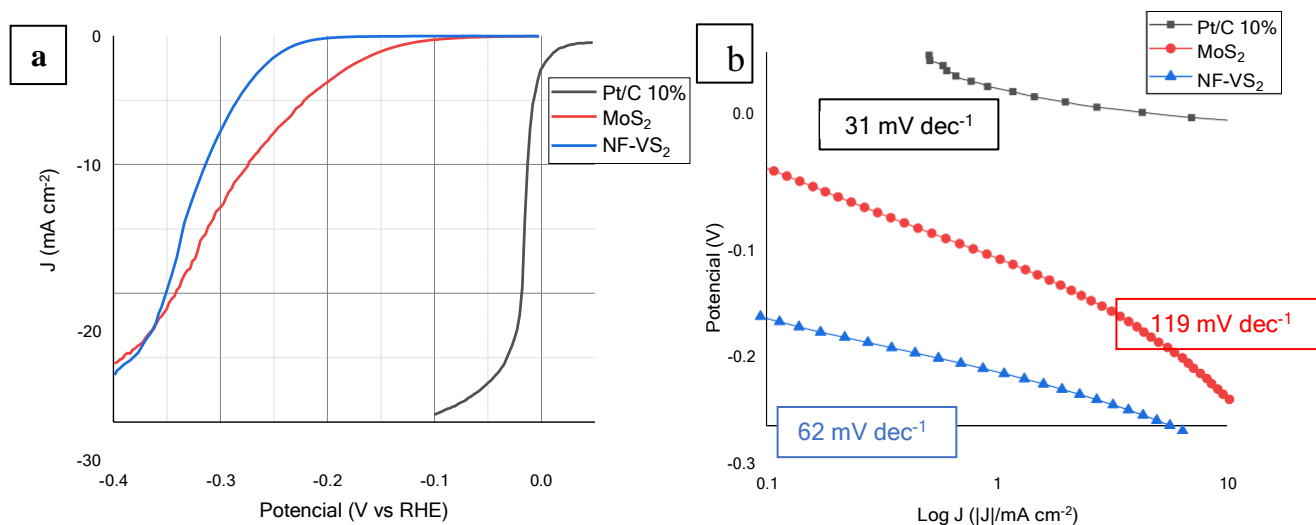 a
0
-10
-20
-30
J (mA cm-2)
-0.4 -0.3 -0.2 -0.1 0.0
Potencial (V vs RHE)
Pt/C 10%
MoS2
NF-VS2
b
Pt/C 10%
MoS2
NF-VS2
0.0
-0.1
-0.2
-0.3
Potencial (V)
31 mV dec-1
119 mV dec-1
62 mV dec-1
0.1 1 10
Log J (|J|/mA cm-2)